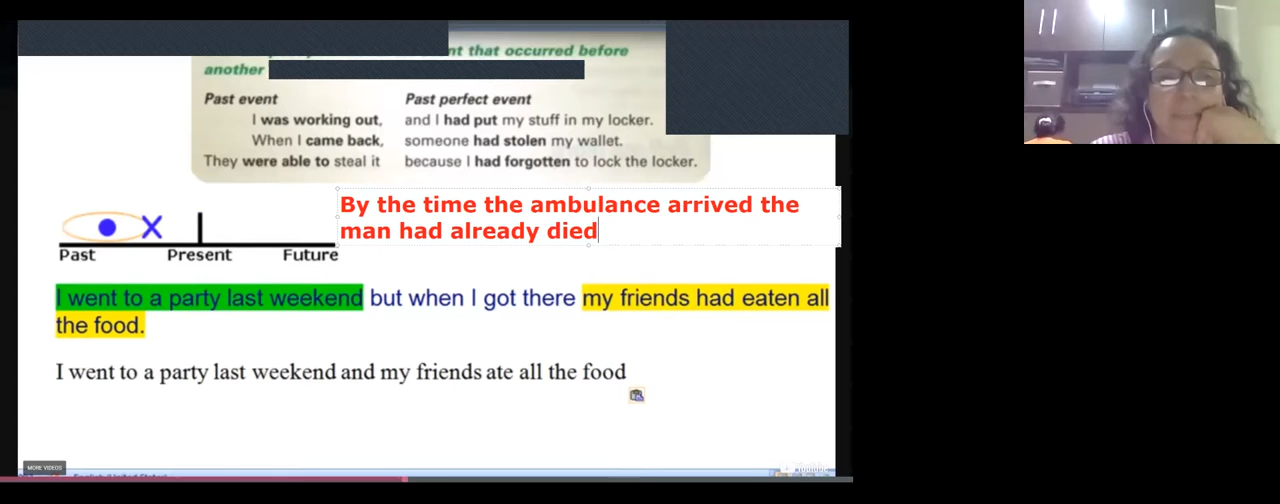 nt that occurred before
another
Past event Past perfect event
I was working out, and I had put my stuff in my locker.
When I came back, someone had stolen my wallet.
They were able to steal it because I had forgotten to lock the locker.
By the time the ambulance arrived the
man had already died
Past Present Future
I went to a party last weekend but when I got there my friends had eaten all
the food.
I went to a party last weekend and my friends ate all the food
MORE VIDEOS
YouTube
English (United States)